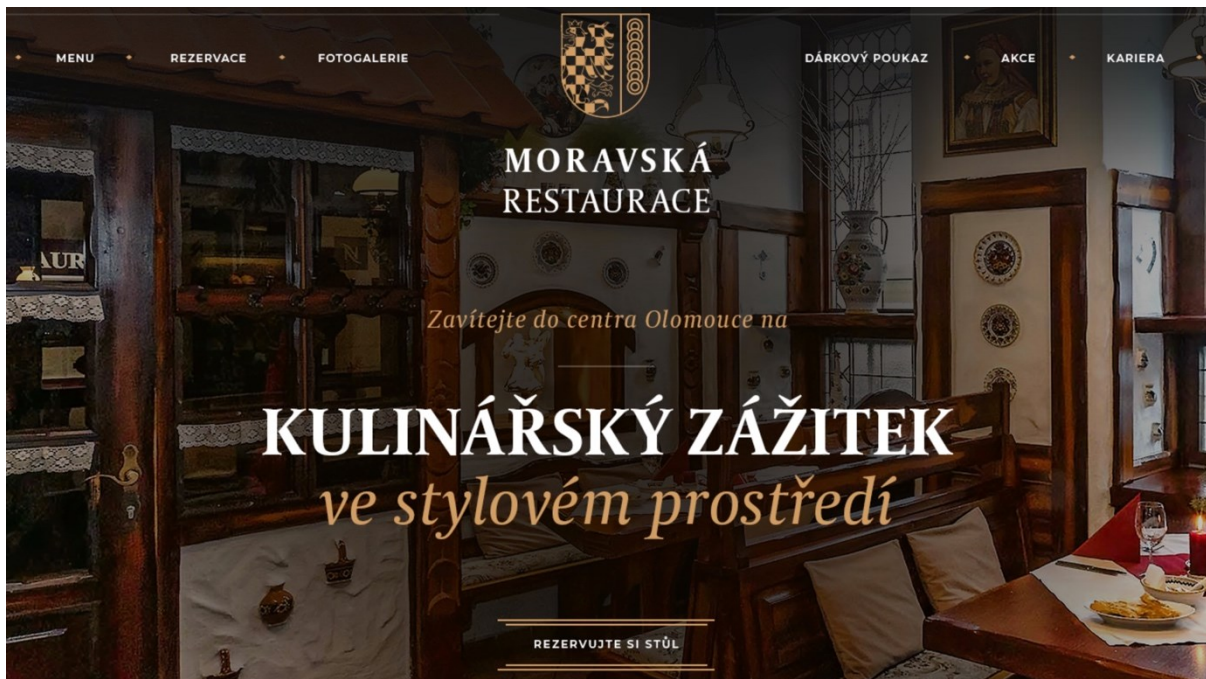 MENU
REZERVACE
FOTOGALERIE
DÁRKOVÝ POUKAZ
AKCE
KARIERA
MORAVSKÁ
RESTAURACE
AUR
N
Zavítejte do centra Olomouce na
KULINÁŘSKÝ ZÁŽITEK
ve stylovém prostředí
REZERVUJTE SI STŮL